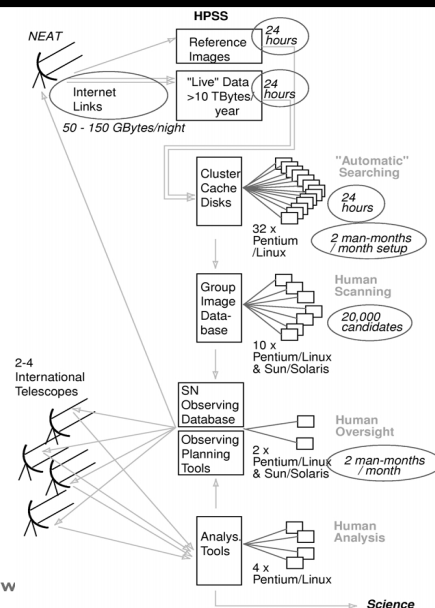 HPSS
NEAT
24
hours
Reference
Images
"Live" Data
>10 TBytes/
year
24
hours
Internet
Links
50 - 150 GBytes/night
Cluster
Cache
Disks
"Automatic"
Searching
24
hours
32 x
Pentium
/Linux
2 man-months
/ month setup
Group
Image
Data-
base
Human
Scanning
20,000
candidates
10 x
Pentium/Linux
& Sun/Solaris
2-4
International
Telescopes
SN
Observing
Database
Observing
Planning
Tools
Human
Oversight
2 x
Pentium/Linux
& Sun/Solaris
2 man-months
/ month
Analys.
Tools
Human
Analysis
4 x
Pentium/Linux
w
Science